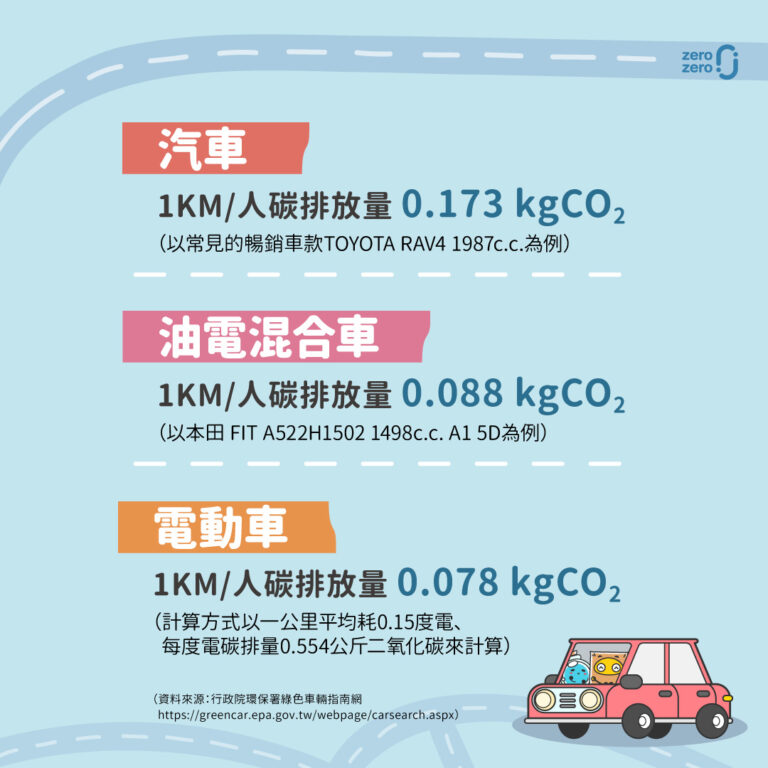 zero
zero
汽車
1KM/人碳排放量 0.173 kgCO₂
（以常見的暢銷車款TOYOTA RAV4 1987c.c.為例）
油電混合車
1KM/人碳排放量 0.088 kgCO₂
（以本田 FIT A522H1502 1498c.c. A1 5D為例）
電動車
1KM/人碳排放量 0.078 kgCO₂
（計算方式以一公里平均耗0.15度電、
每度電碳排量0.554公斤二氧化碳來計算）
（資料來源：行政院環保署綠色車輛指南網
https://greencar.epa.gov.tw/webpage/carsearch.aspx）